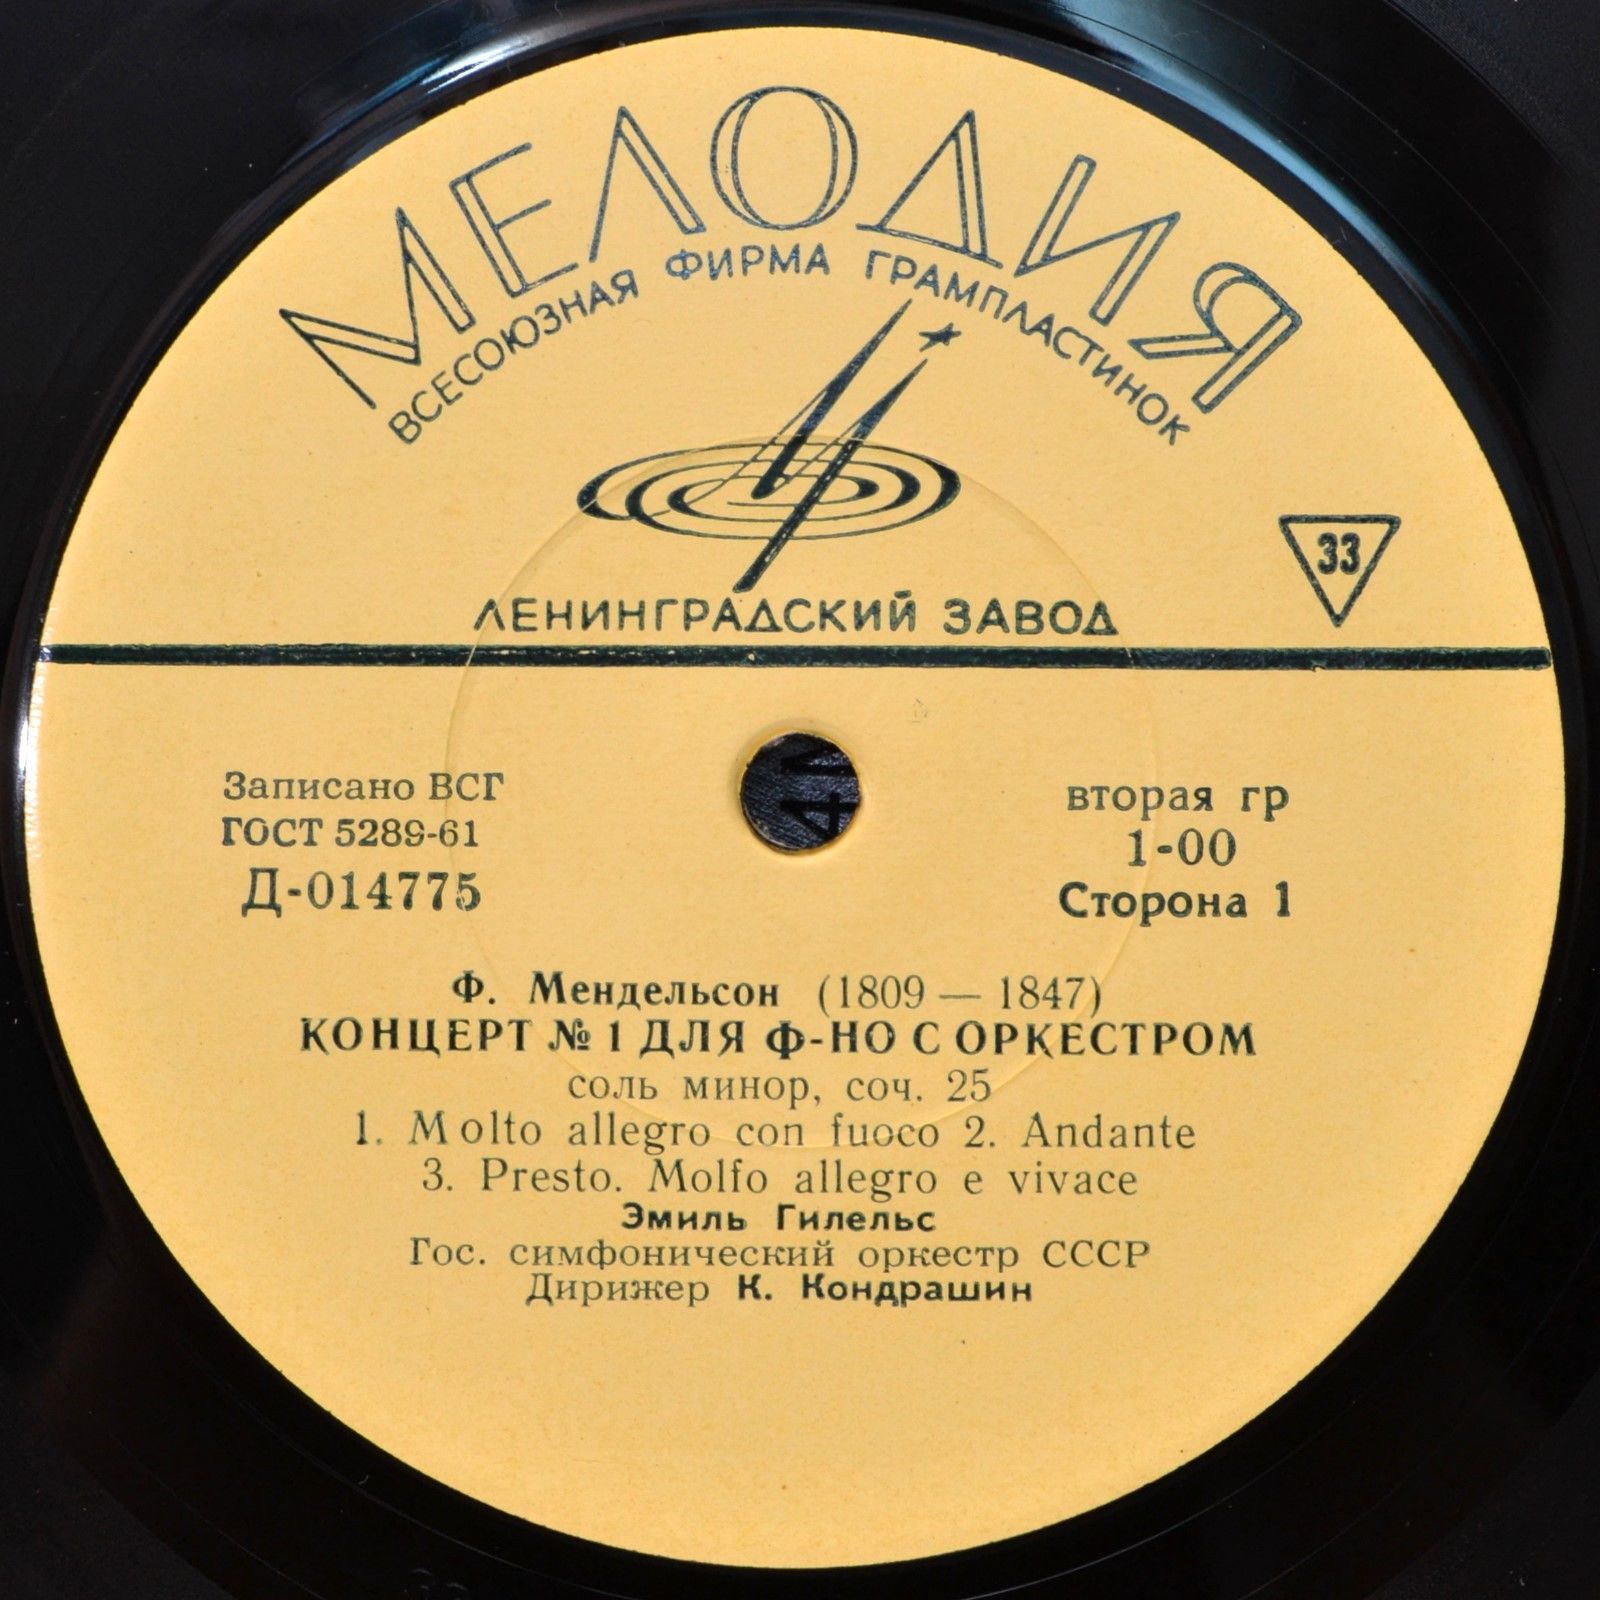 МЕЛОДИЯ
ВСЕСОЮЗНАЯ ФИРМА ГРАМПЛАСТИНОК
33
ЛЕНИНГРАДСКИЙ ЗАВОД
Записано ВСГ
ГОСТ 5289-61
Д-014775
вторая гр
1-00
Сторона 1
Ф. Мендельсон (1809 — 1847)
КОНЦЕРТ № 1 ДЛЯ Ф-НО С ОРКЕСТРОМ
соль минор, соч. 25
1. Molto allegro con fuoco 2. Andante
3. Presto. Molfo allegro e vivace
Эмиль Гилельс
Гос. симфонический оркестр СССР
Дирижер К. Кондрашин